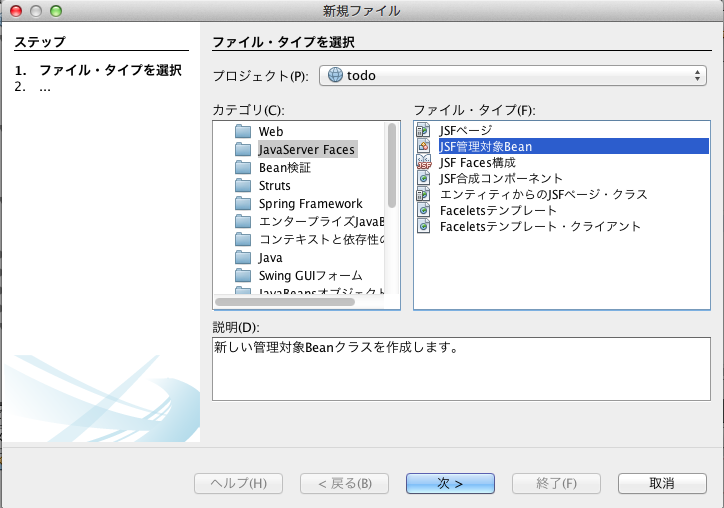 新規ファイル
ステップ
1. ファイル・タイプを選択
2. ...
ファイル・タイプを選択
プロジェクト(P): todo
カテゴリ(C):
Web
JavaServer Faces
Bean検証
Struts
Spring Framework
エンタープライズJavaB
コンテキストと依存性の
Java
Swing GUIフォーム
JavaBeansオブジェクト
ファイル・タイプ(F):
JSFページ
JSF管理対象Bean
JSF Faces構成
JSF合成コンポーネント
エンティティからのJSFページ・クラス
Faceletsテンプレート
Faceletsテンプレート・クライアント
説明(D):
新しい管理対象Beanクラスを作成します。
ヘルプ(H)
< 戻る(B)
次 >
終了(F)
取消